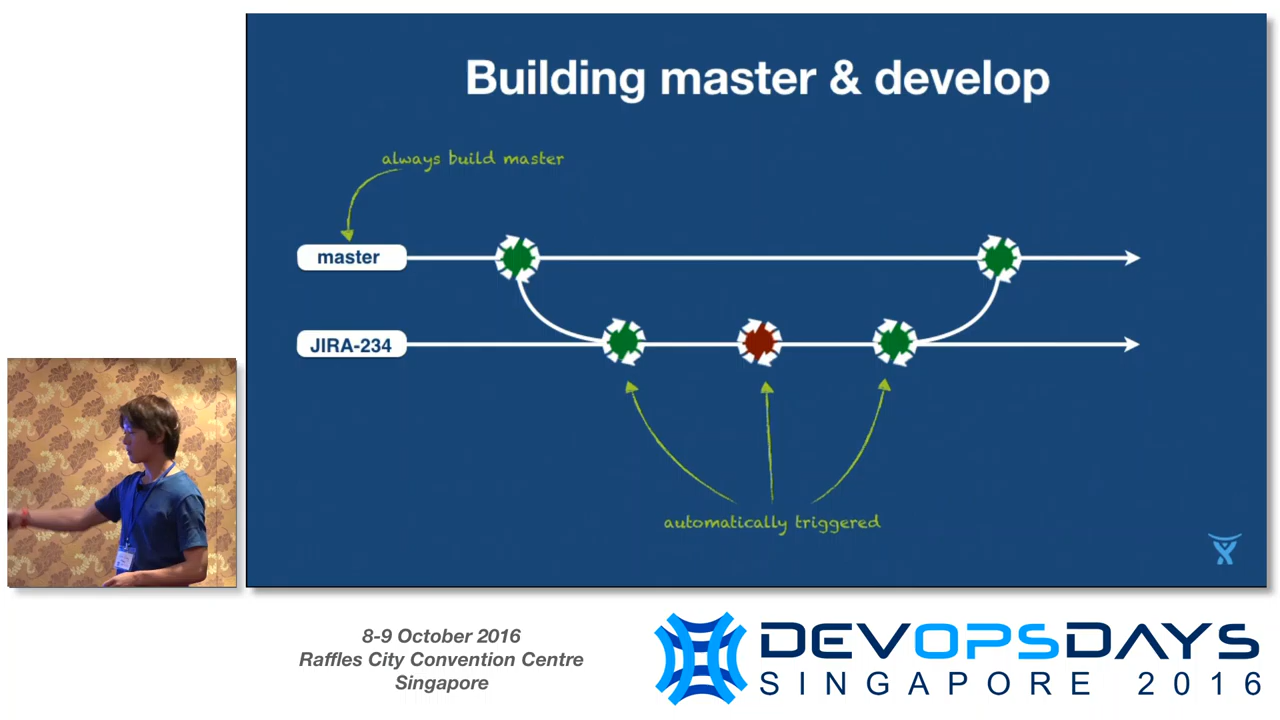 Building master & develop
always build master
master
JIRA-234
automatically triggered
8-9 October 2016
Raffles City Convention Centre
Singapore
DEVOPSDAYS
SINGAPORE 2016